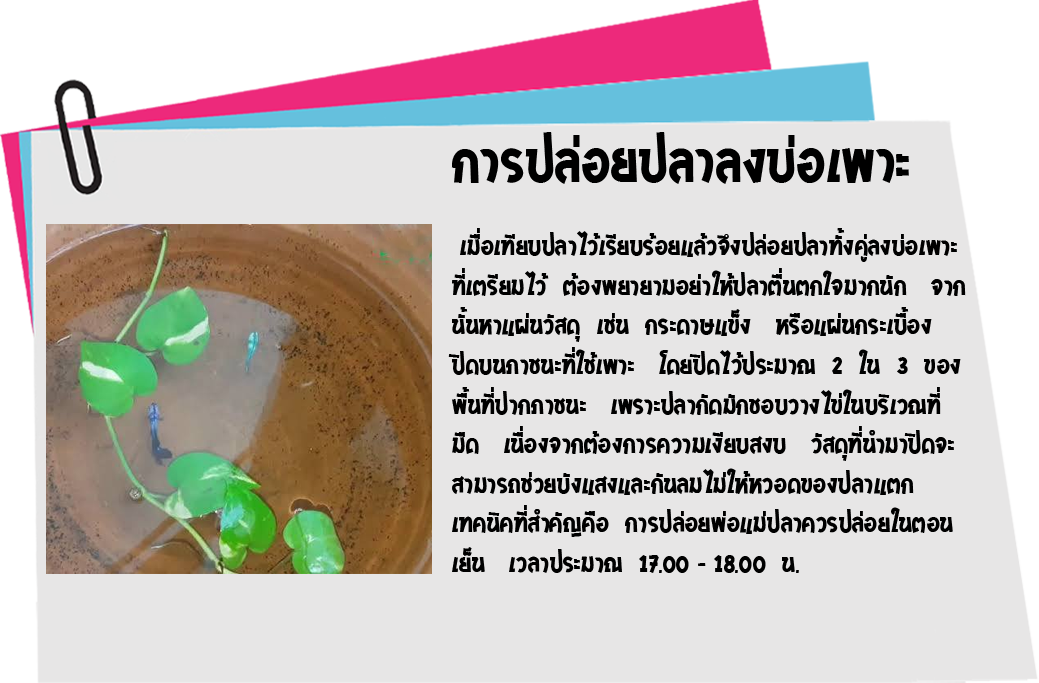 การปล่อยปลาลงบ่อเพาะ
เมื่อเทียบปลาไว้เรียบร้อยแล้วจึงปล่อยปลาทั้งคู่ลงบ่อเพาะ
ที่เตรียมไว้ ต้องพยายามอย่าให้ปลาตื่นตกใจมากนัก จาก
นั้นหาแผ่นวัสดุ เช่น กระดาษแข็ง หรือแผ่นกระเบื้อง
ปิดบนภาชนะที่ใช้เพาะ โดยปิดไว้ประมาณ 2 ใน 3 ของ
พื้นที่ปากภาชนะ เพราะปลากัดมักชอบวางไข่ในบริเวณที่
มืด เนื่องจากต้องการความเงียบสงบ วัสดุที่นำมาปิดจะ
สามารถช่วยบังแสงและกันลมไม่ให้หวอดของปลาแตก
เทคนิคที่สำคัญคือ การปล่อยพ่อแม่ปลาควรปล่อยในตอน
เย็น เวลาประมาณ 17.00 - 18.00 น.